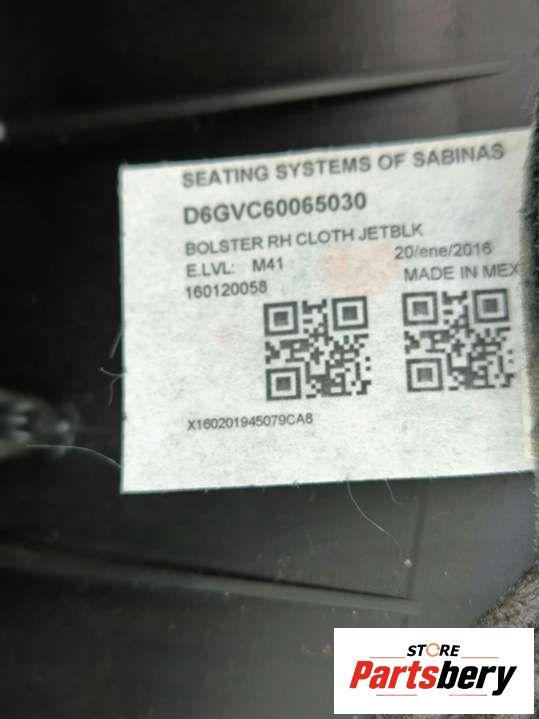 SEATING SYSTEMS OF SABINAS
D6GVC60065030
BOLSTER RH CLOTH JETBLK
E.LVL: M41 20/ene/2016
160120058 MADE IN MEX
X160201945079CA8
STORE
Partsbery